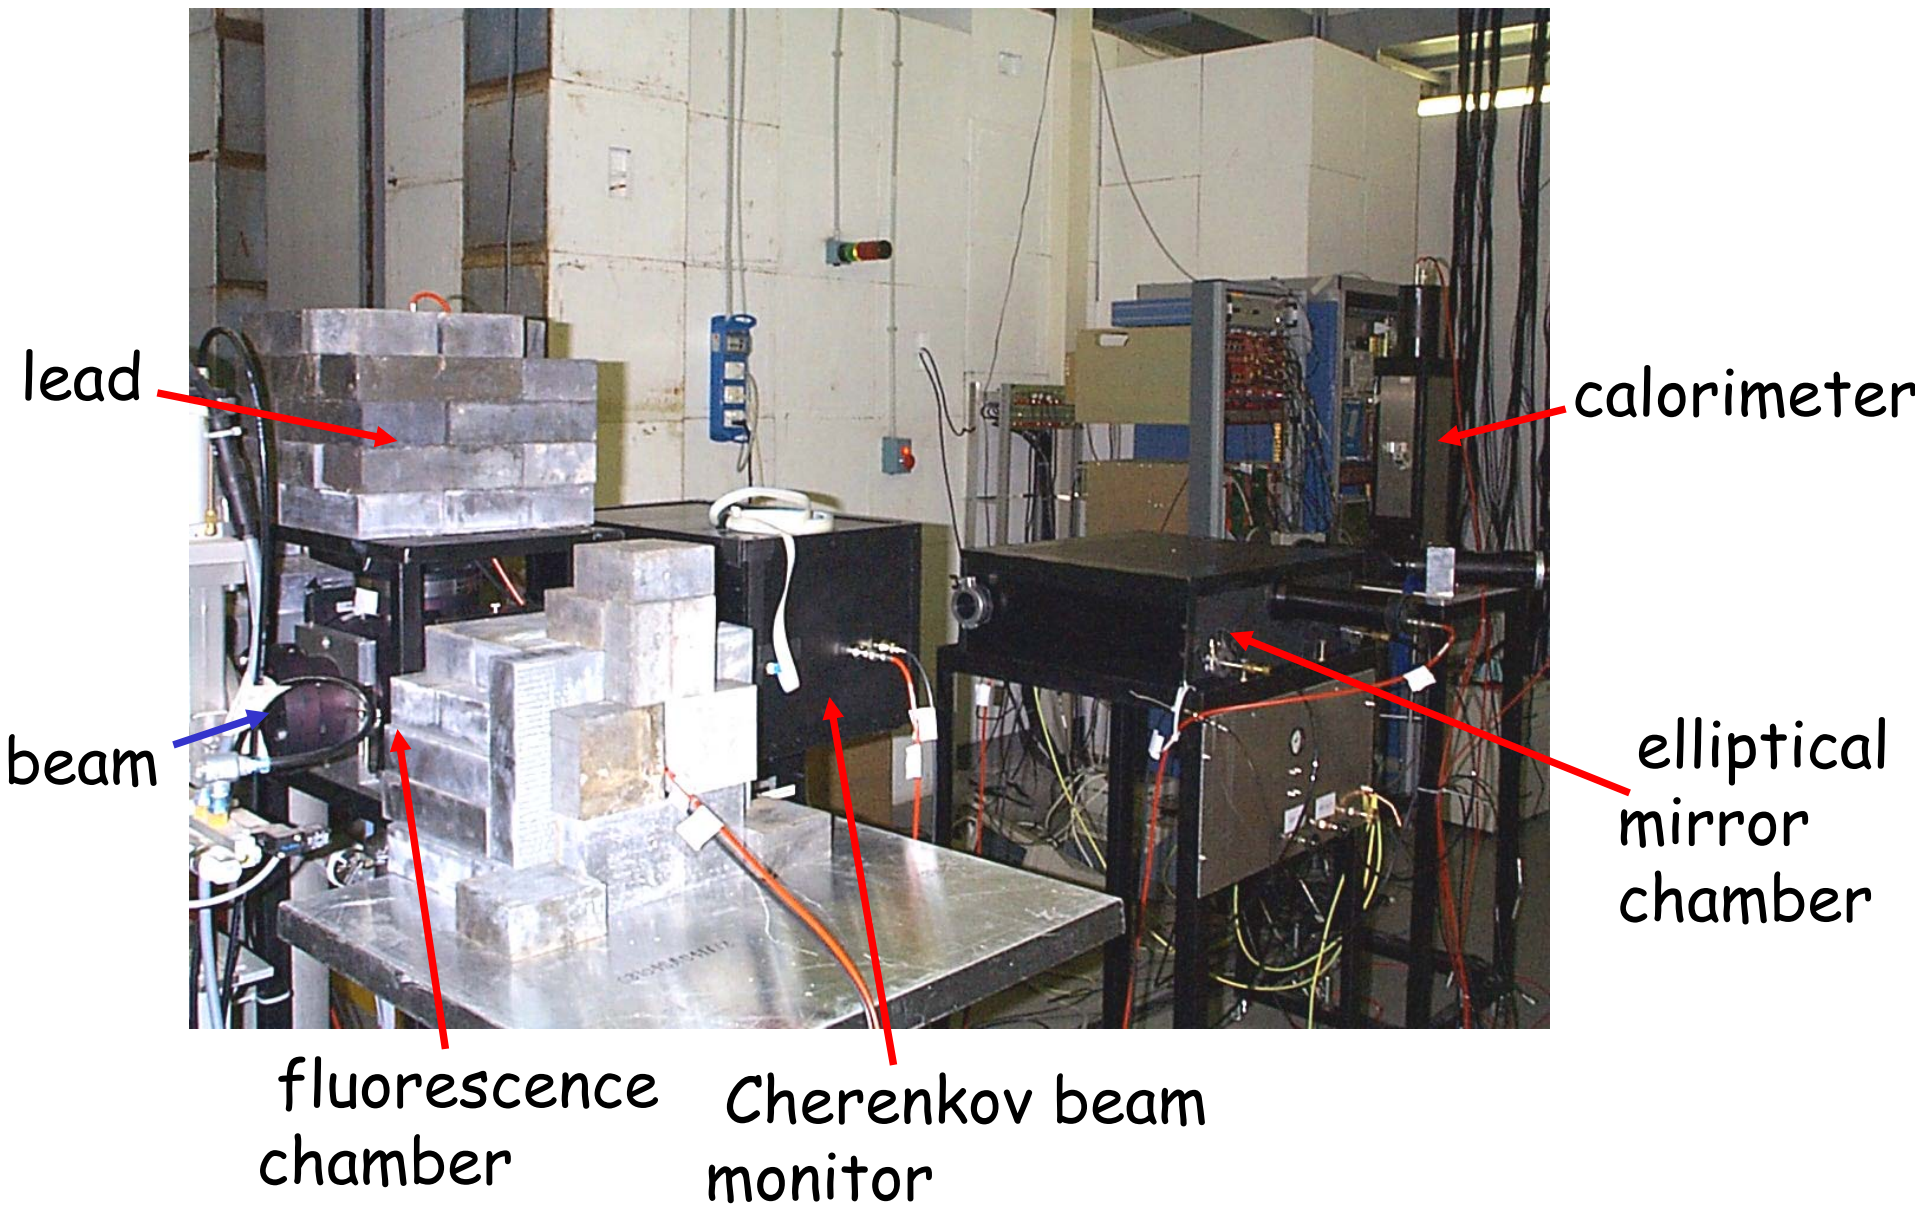 lead
calorimeter
beam
elliptical
mirror
chamber
fluorescence
chamber
Cherenkov beam
monitor